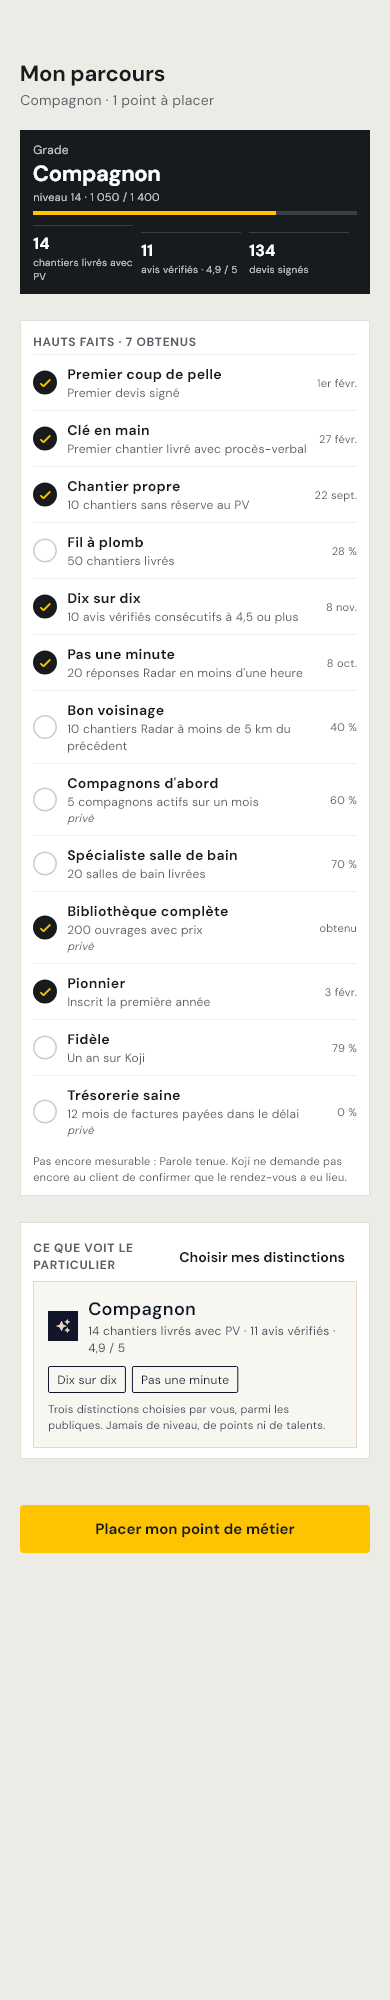 Mon parcours
Compagnon · 1 point à placer
Grade
Compagnon
niveau 14 · 1 050 / 1 400
14
chantiers livrés avec
PV
11
avis vérifiés · 4,9 / 5
134
devis signés
HAUTS FAITS · 7 OBTENUS
Premier coup de pelle
Premier devis signé
1er févr.
Clé en main
Premier chantier livré avec procès-verbal
27 févr.
Chantier propre
10 chantiers sans réserve au PV
22 sept.
Fil à plomb
50 chantiers livrés
28 %
Dix sur dix
10 avis vérifiés consécutifs à 4,5 ou plus
8 nov.
Pas une minute
20 réponses Radar en moins d'une heure
8 oct.
Bon voisinage
10 chantiers Radar à moins de 5 km du
précédent
40 %
Compagnons d'abord
5 compagnons actifs sur un mois
privé
60 %
Spécialiste salle de bain
20 salles de bain livrées
70 %
Bibliothèque complète
200 ouvrages avec prix
privé
obtenu
Pionnier
Inscrit la première année
3 févr.
Fidèle
Un an sur Koji
79 %
Trésorerie saine
12 mois de factures payées dans le délai
privé
0 %
Pas encore mesurable : Parole tenue. Koji ne demande pas
encore au client de confirmer que le rendez-vous a eu lieu.
CE QUE VOIT LE
PARTICULIER
Choisir mes distinctions
Compagnon
14 chantiers livrés avec PV · 11 avis vérifiés ·
4,9 / 5
Dix sur dix
Pas une minute
Trois distinctions choisies par vous, parmi les
publiques. Jamais de niveau, de points ni de talents.
Placer mon point de métier